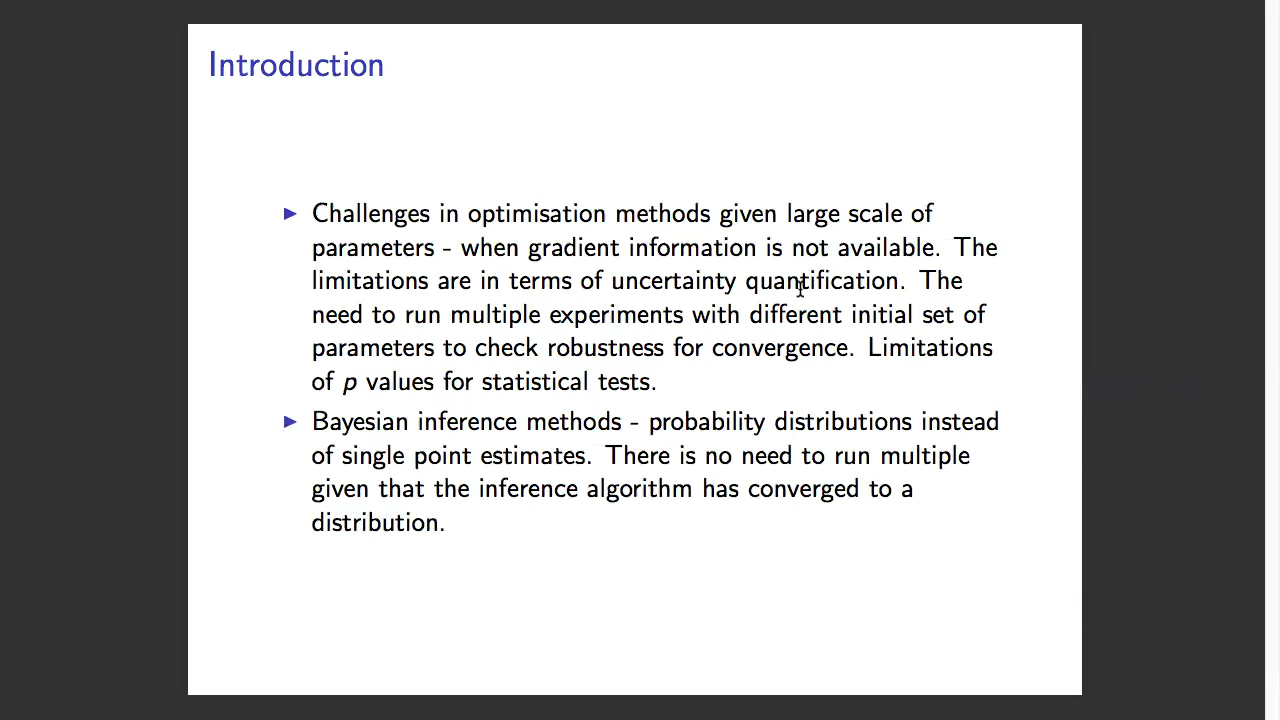 Introduction
Challenges in optimisation methods given large scale of
parameters - when gradient information is not available. The
limitations are in terms of uncertainty quantification. The
need to run multiple experiments with different initial set of
parameters to check robustness for convergence. Limitations
of p values for statistical tests.
Bayesian inference methods - probability distributions instead
of single point estimates. There is no need to run multiple
given that the inference algorithm has converged to a
distribution.